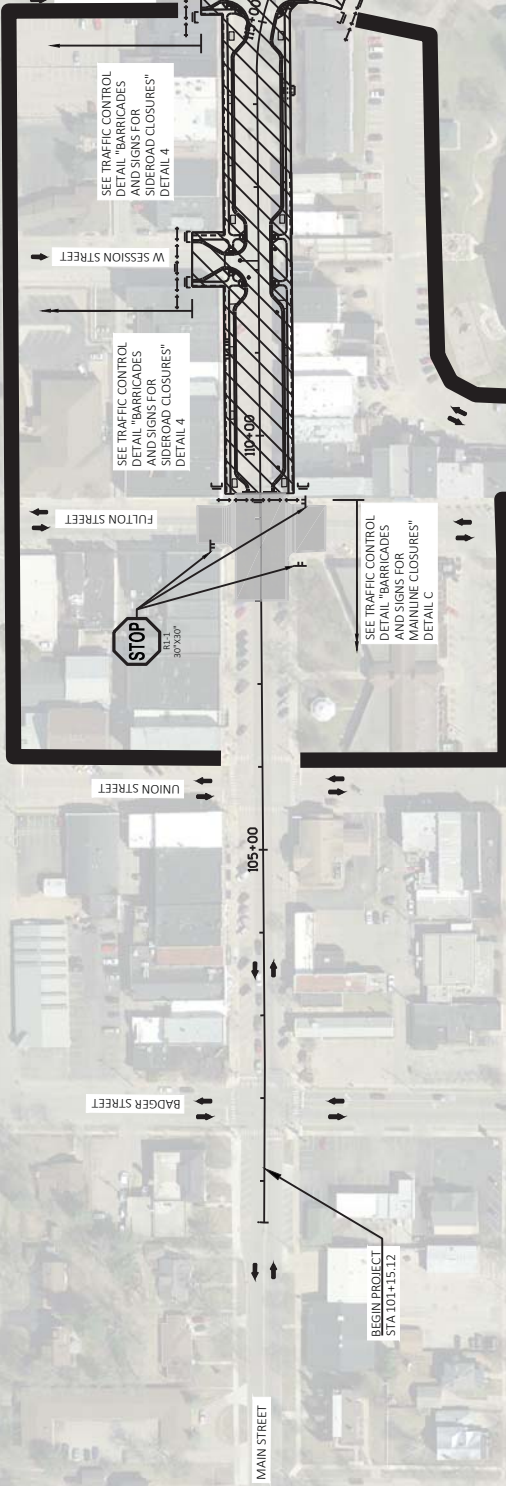 SEE TRAFFIC CONTROL
DETAIL "BARRICADES
AND SIGNS FOR
SIDEROAD CLOSURES"
DETAIL 4
W SESSION STREET
SEE TRAFFIC CONTROL
DETAIL "BARRICADES
AND SIGNS FOR
SIDEROAD CLOSURES"
DETAIL 4
FULTON STREET
STOP
R1-1
30"X30"
UNION STREET
BADGER STREET
MAIN STREET
BEGIN PROJECT
STA 101+15.12
105+00
110+00
115+00
SEE TRAFFIC CONTROL
DETAIL "BARRICADES
AND SIGNS FOR
MAINLINE CLOSURES"
DETAIL C